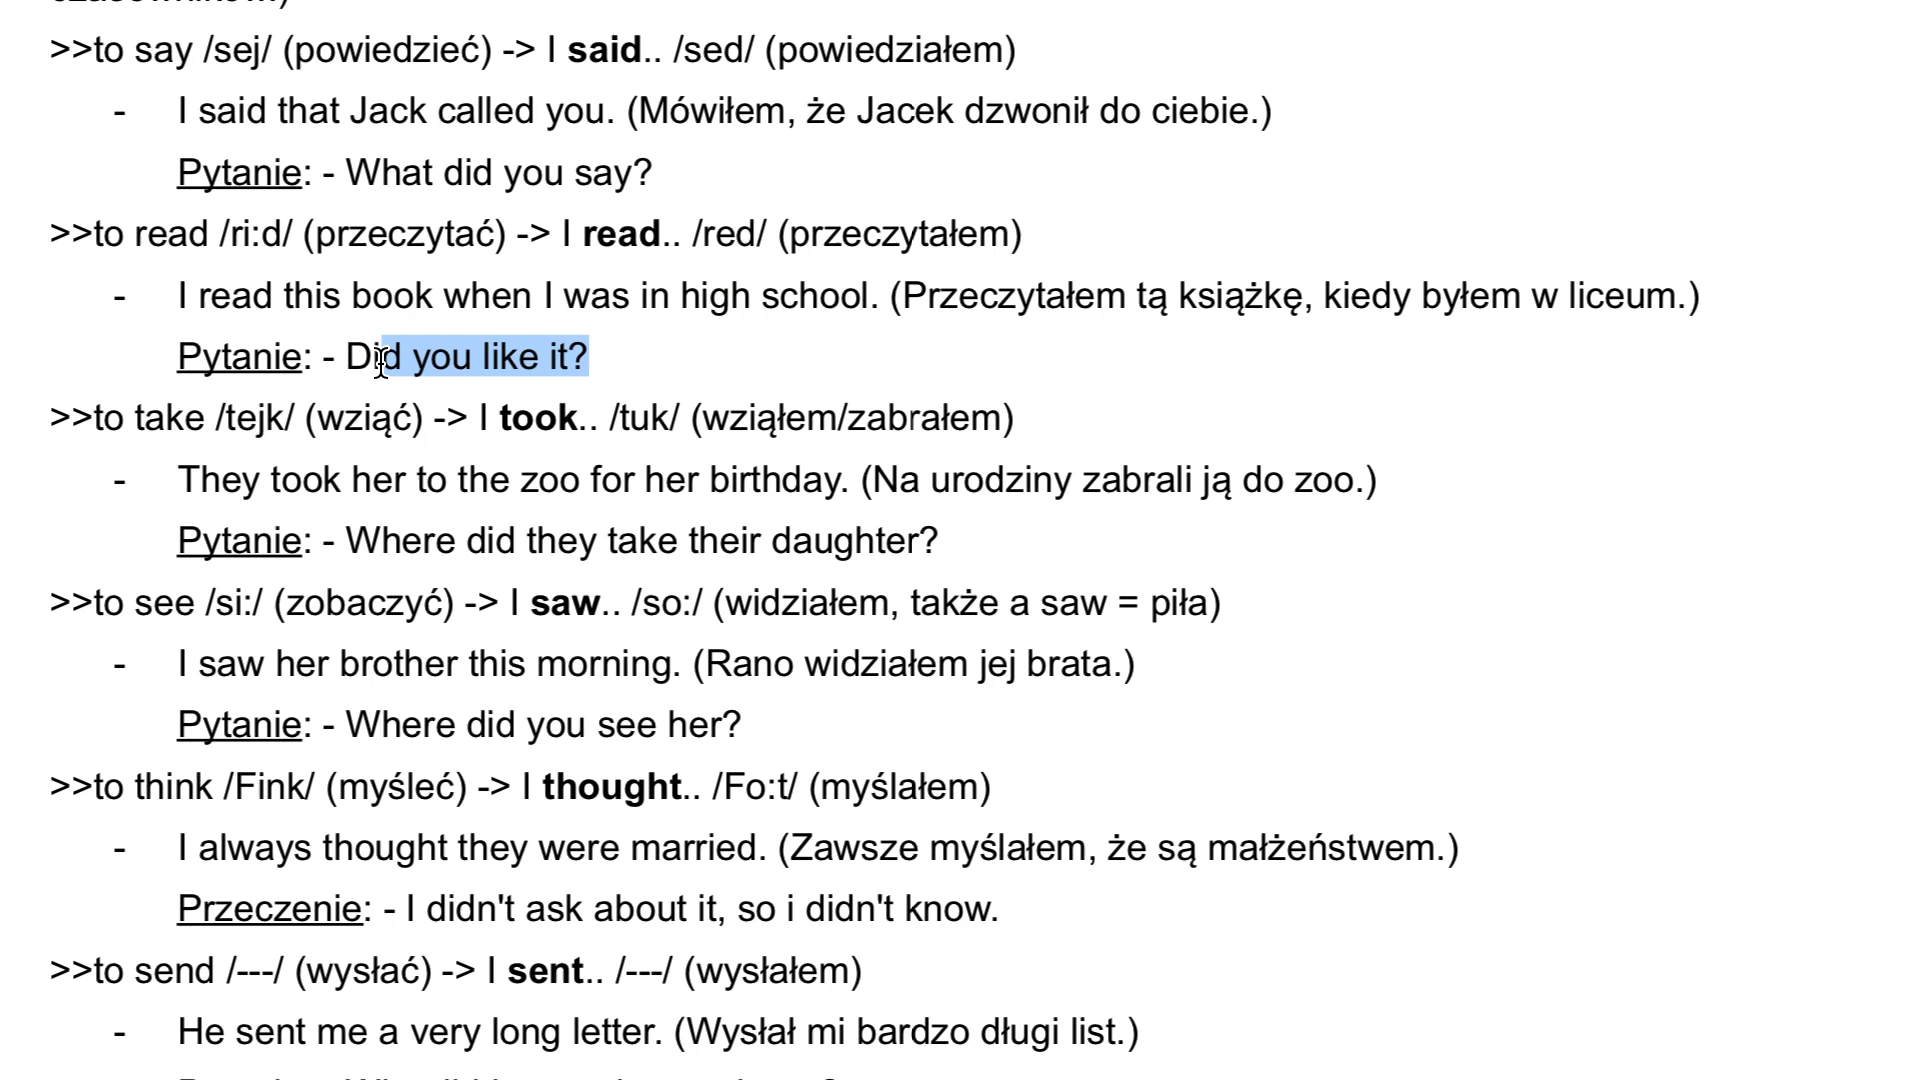 >>to say /sej/ (powiedzieć) -> I said.. /sed/ (powiedziałem)
- I said that Jack called you. (Mówiłem, że Jacek dzwonił do ciebie.)
Pytanie: - What did you say?
>>to read /ri:d/ (przeczytać) -> I read.. /red/ (przeczytałem)
- I read this book when I was in high school. (Przeczytałem tą książkę, kiedy byłem w liceum.)
Pytanie: - Did you like it?
>>to take /tejk/ (wziąć) -> I took.. /tuk/ (wziąłem/zabrałem)
- They took her to the zoo for her birthday. (Na urodziny zabrali ją do zoo.)
Pytanie: - Where did they take their daughter?
>>to see /si:/ (zobaczyć) -> I saw.. /so:/ (widziałem, także a saw = piła)
- I saw her brother this morning. (Rano widziałem jej brata.)
Pytanie: - Where did you see her?
>>to think /Fink/ (myśleć) -> I thought.. /Fo:t/ (myślałem)
- I always thought they were married. (Zawsze myślałem, że są małżeństwem.)
Przeczenie: - I didn't ask about it, so i didn't know.
>>to send /---/ (wysłać) -> I sent.. /---/ (wysłałem)
- He sent me a very long letter. (Wysłał mi bardzo długi list.)